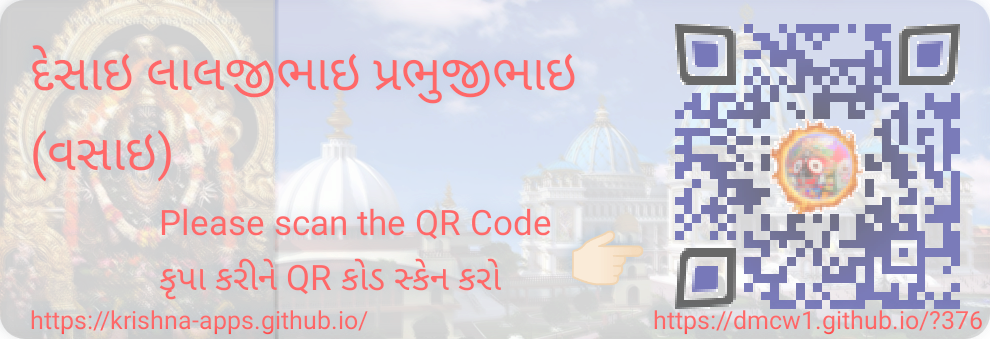 દેસાઇ લાલજીભાઇ પ્રભુજીભાઇ
(વસાઇ)
Please scan the QR Code
કૃપા કરીને QR કોડ સ્કેન કરો
https://krishna-apps.github.io/
https://dmcw1.github.io/?376